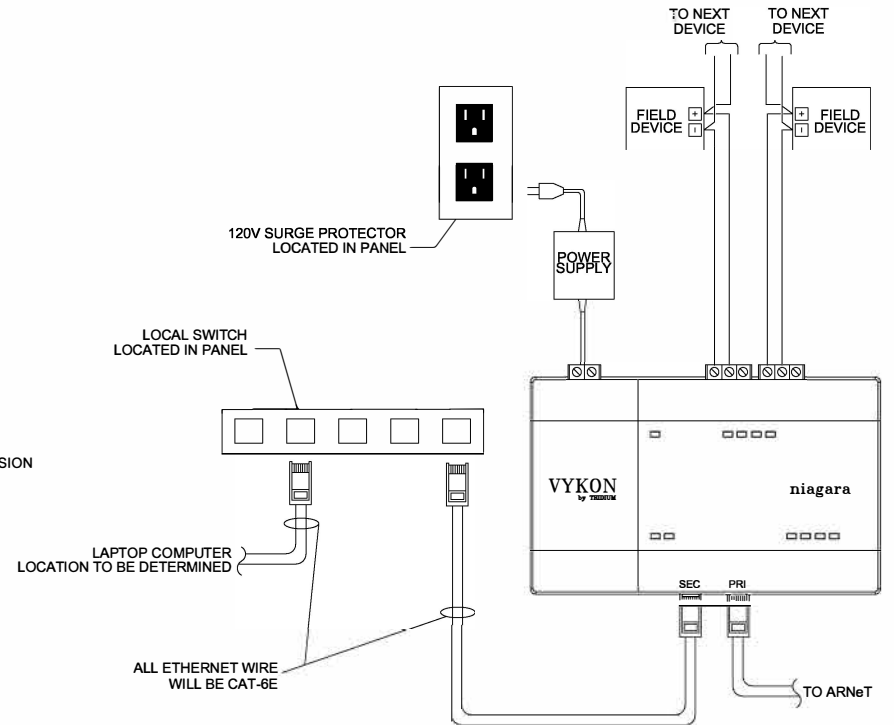 TO NEXT
DEVICE
TO NEXT
DEVICE
FIELD
DEVICE
+
-
+
-
FIELD
DEVICE
120V SURGE PROTECTOR
LOCATED IN PANEL
POWER
SUPPLY
LOCAL SWITCH
LOCATED IN PANEL
SION
VYKON
by TRIDIUM
niagara
LAPTOP COMPUTER
LOCATION TO BE DETERMINED
SEC
PRI
ALL ETHERNET WIRE
WILL BE CAT-6E
TO ARNeT